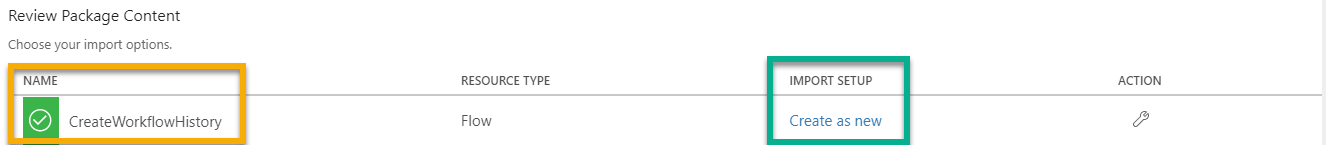 Review Package Content
Choose your import options.
NAME RESOURCE TYPE IMPORT SETUP ACTION
CreateWorkflowHistory Flow Create as new